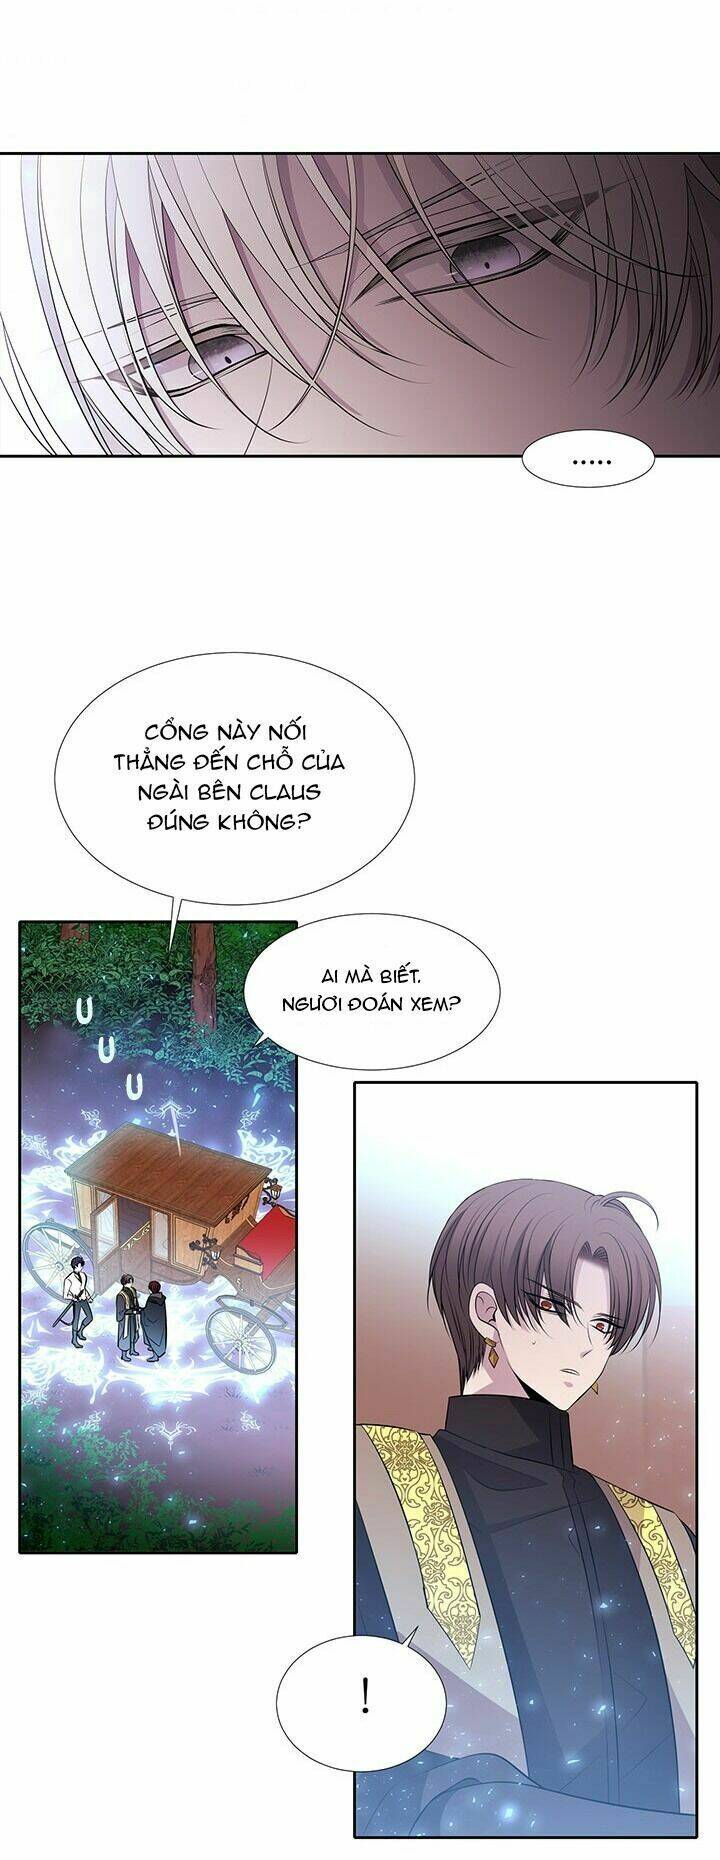 .....
CỔNG NÀY NỐI
THẲNG ĐẾN CHỖ CỦA
NGÀI BÊN CLAUS
ĐÚNG KHÔNG?
AI MÀ BIẾT.
NGƯƠI ĐOÁN XEM?
U
U
U
!